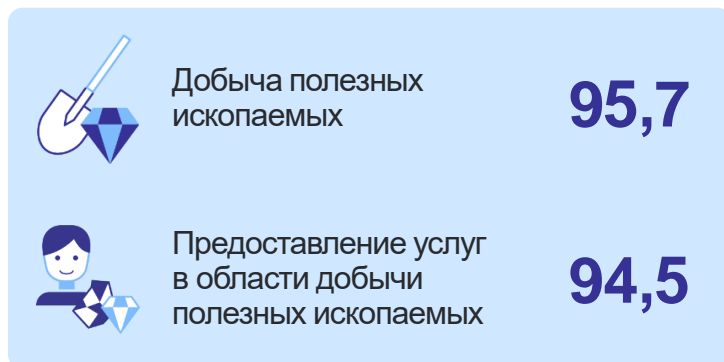 Добыча полезных
ископаемых
95,7
Предоставление услуг
в области добычи
полезных ископаемых
94,5